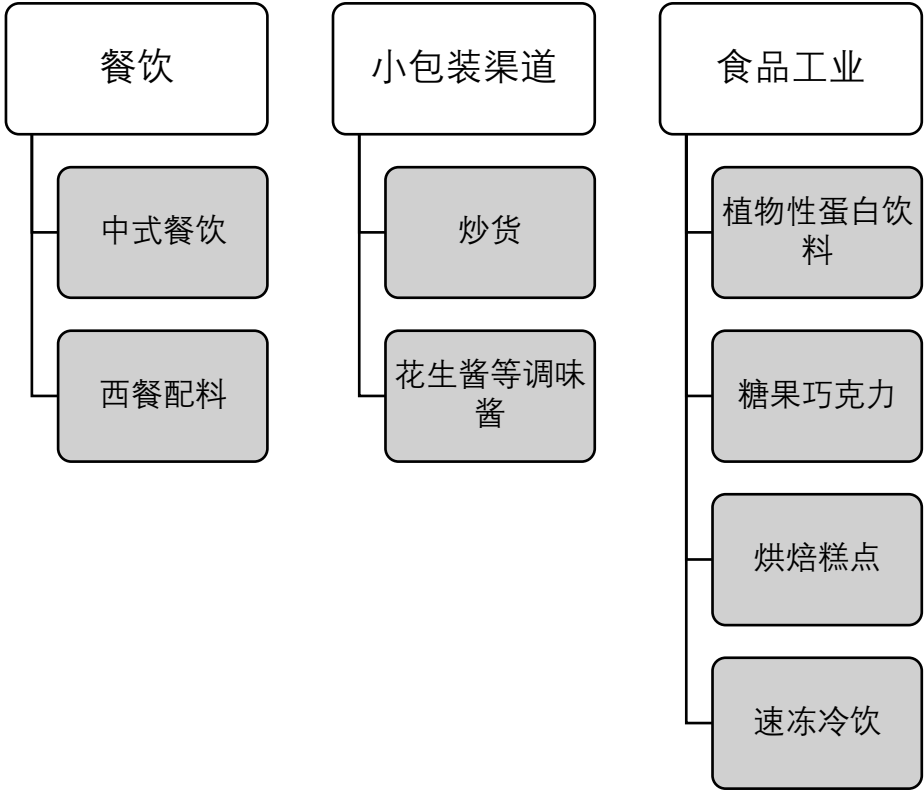 餐饮
中式餐饮
西餐配料
小包装渠道
炒货
花生酱等调味
酱
食品工业
植物性蛋白饮
料
糖果巧克力
烘焙糕点
速冻冷饮